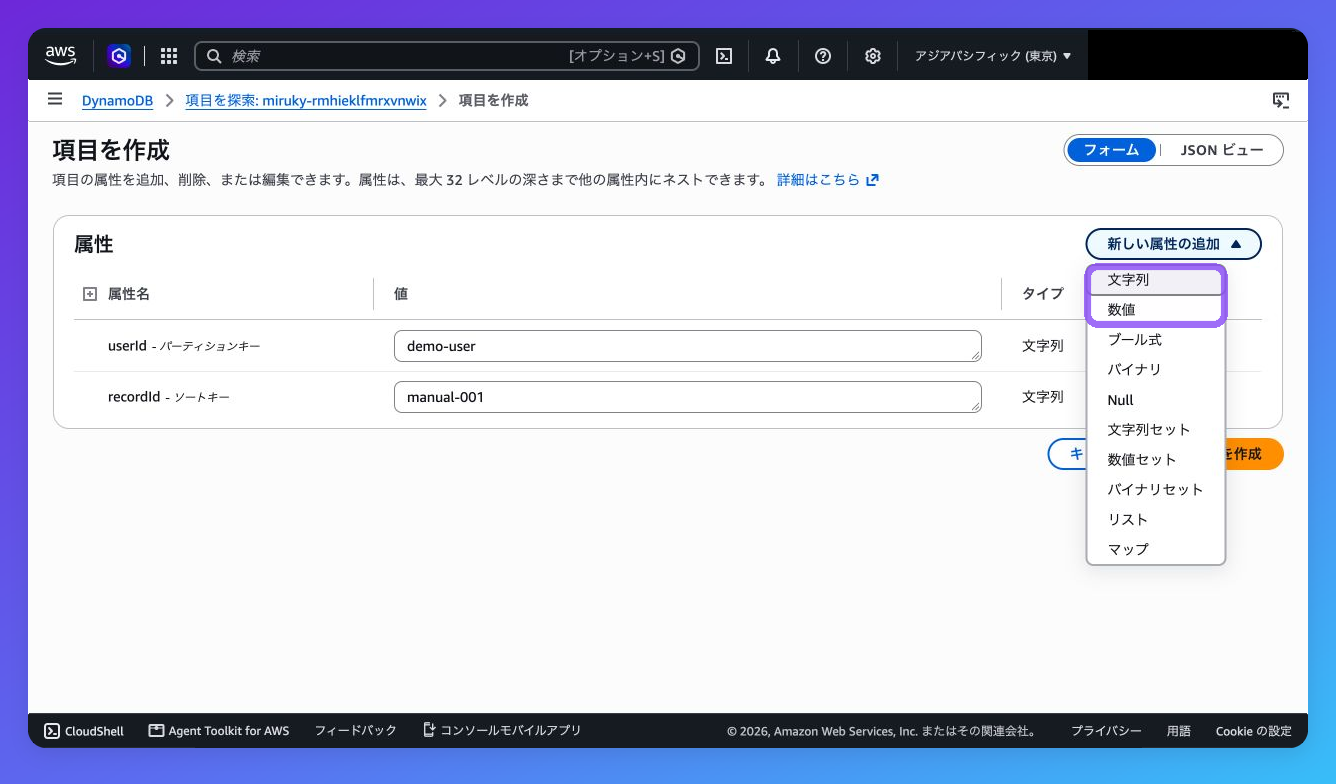 aws 検索 [オプション+S] アジアパシフィック (東京) ▼
DynamoDB > 項目を探索: miruky-rmhieklfmrxvnwix > 項目を作成
項目を作成
フォーム | JSON ビュー
項目の属性を追加、削除、または編集できます。属性は、最大 32 レベルの深さまで他の属性内にネストできます。 詳細はこちら
属性
新しい属性の追加 ▲
属性名 値 タイプ
userId - パーティションキー demo-user 文字列
recordId - ソートキー manual-001 文字列
文字列
数値
ブール式
バイナリ
Null
文字列セット
数値セット
バイナリセット
リスト
マップ
キ を作成
CloudShell Agent Toolkit for AWS フィードバック コンソールモバイルアプリ © 2026, Amazon Web Services, Inc. またはその関連会社。 プライバシー 用語 Cookie の設定